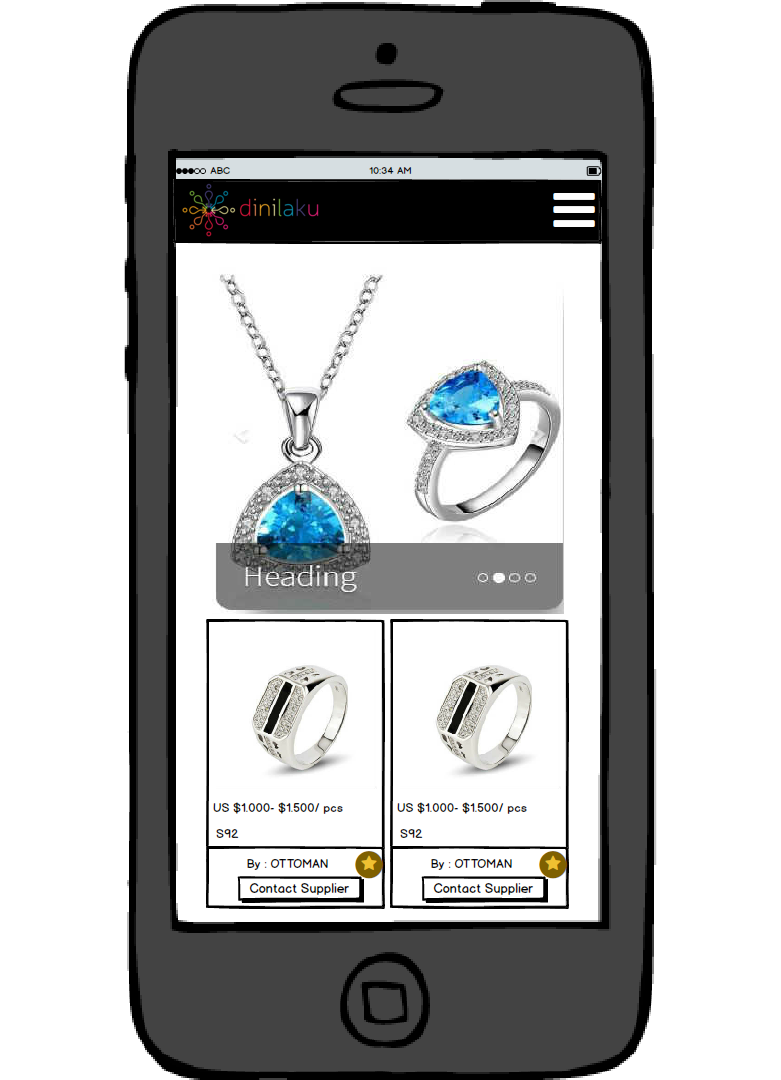 ABC 10:34 AM
dinilaku
Heading
US $1.000- $1.500/ pcs
S92
By : OTTOMAN
Contact Supplier
US $1.000- $1.500/ pcs
S92
By : OTTOMAN
Contact Supplier